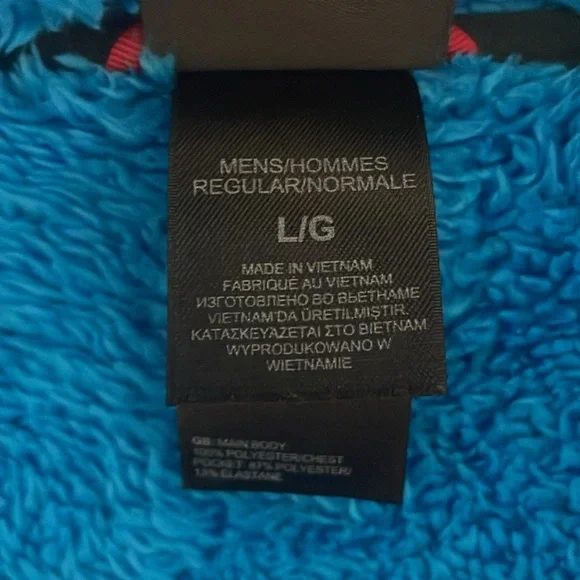 MENS/HOMMES
REGULAR/NORMALE
L/G
MADE IN VIETNAM
FABRIQUÉ AU VIETNAM
ИЗГОТОВЛЕНО ВО ВЬЕТНАМЕ
VIETNAM'DA ÜRETİLMİŞTİR.
ΚΑΤΑΣΚΕΥΑΖΕΤΑΙ ΣΤΟ ΒΙΕΤΝΑΜ
WYPRODUKOWANO W
WIETNAMIE
GB: MAIN BODY
100% POLYESTER/CHEST
POCKET: 87% POLYESTER/
13% ELASTANE